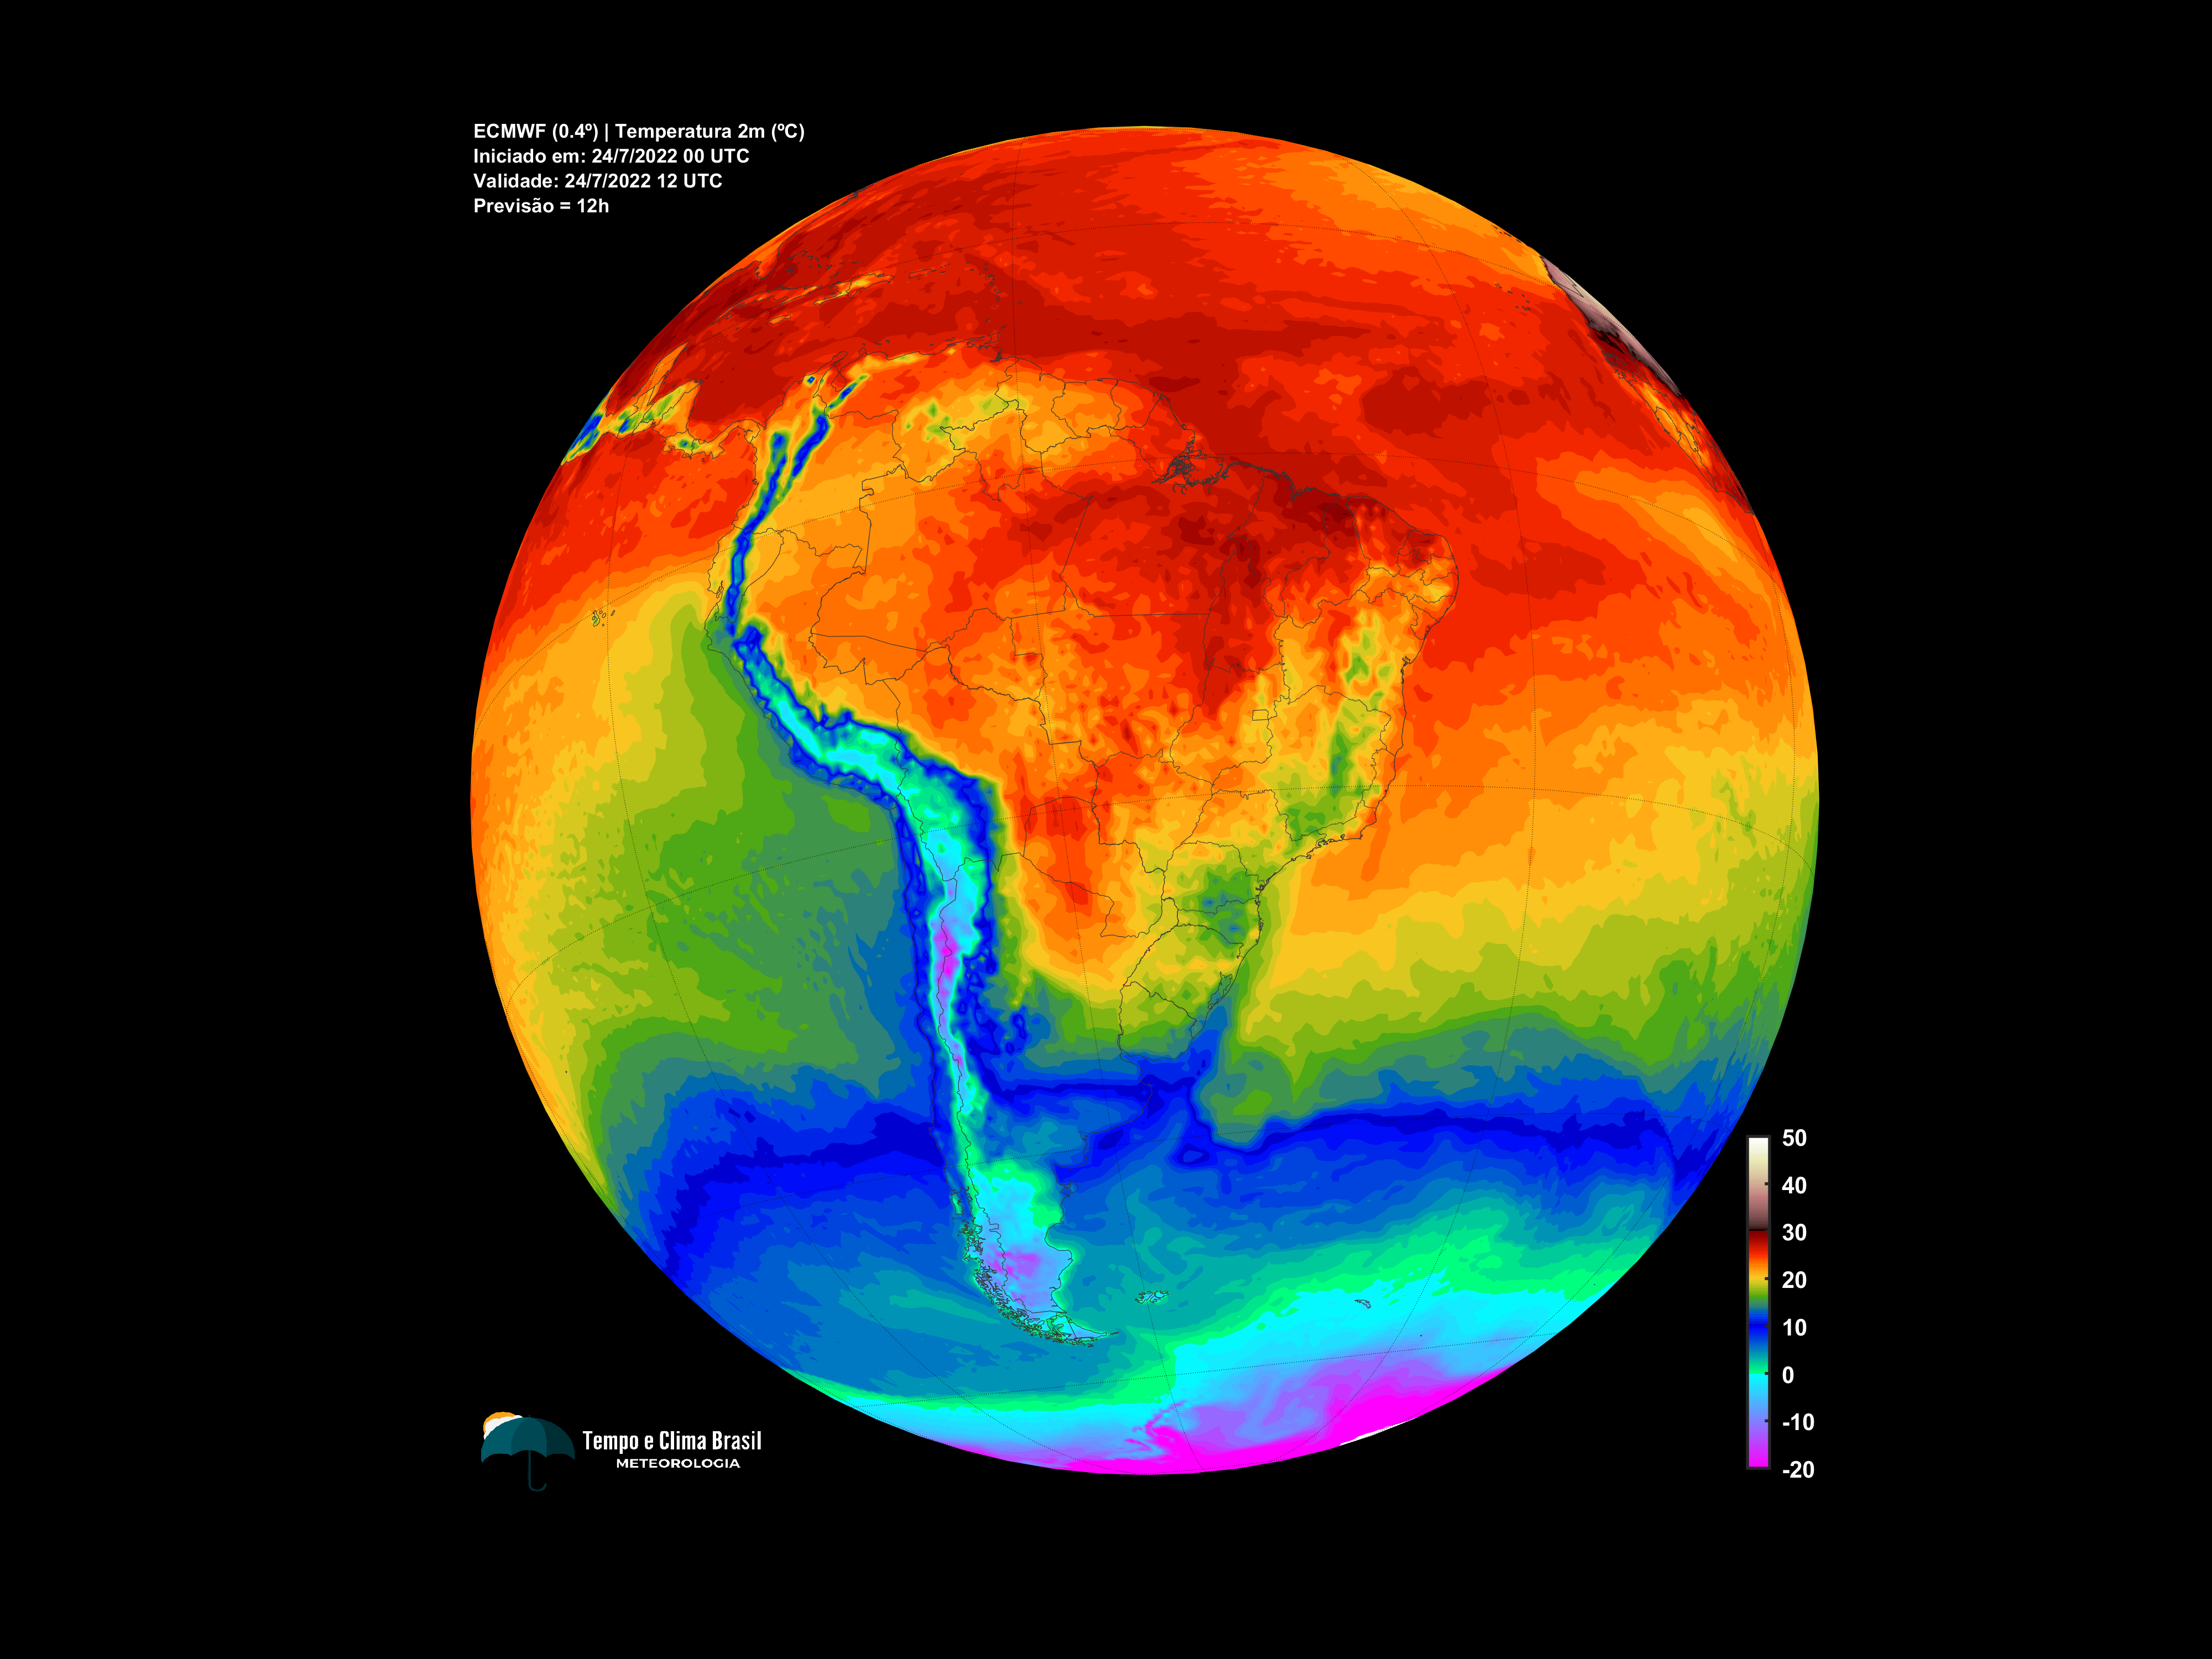 ECMWF (0.4º) | Temperatura 2m (ºC)
Iniciado em: 24/7/2022 00 UTC
Validade: 24/7/2022 12 UTC
Previsão = 12h
50
40
30
20
10
0
-10
-20
Tempo e Clima Brasil
METEOROLOGIA